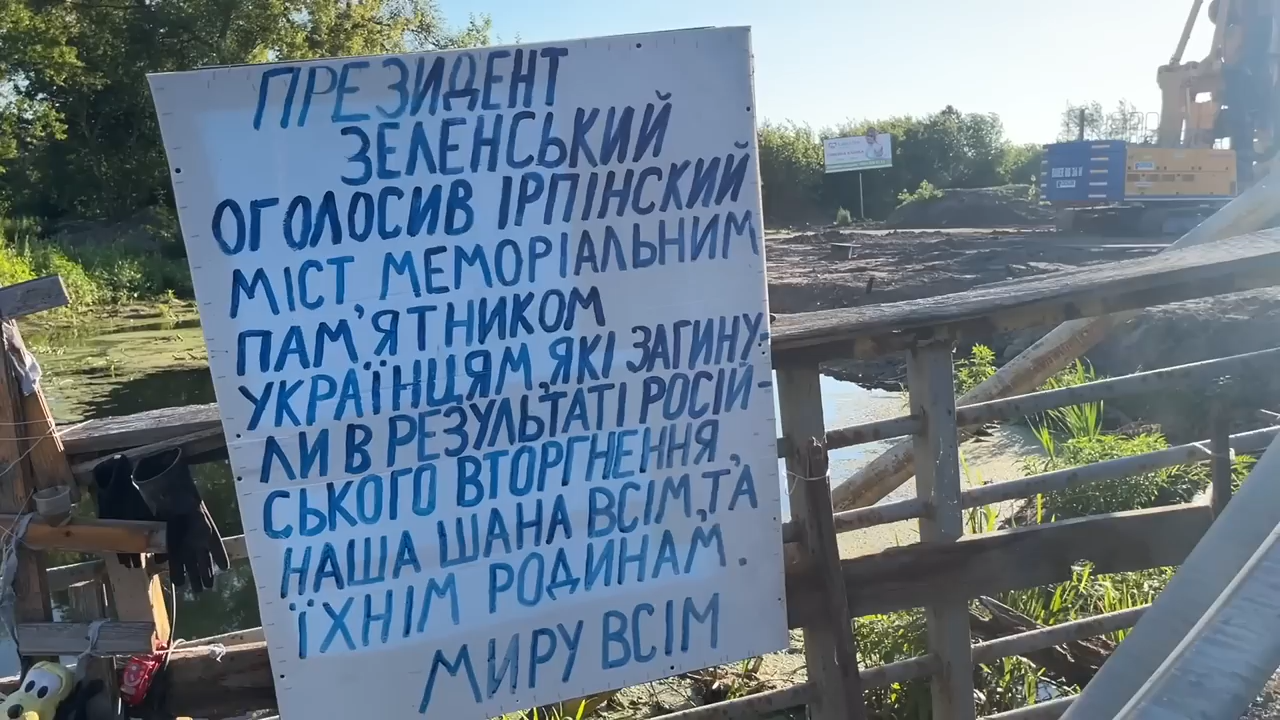 ПРЕЗИДЕНТ
ЗЕЛЕНСЬКИЙ
ОГОЛОСИВ ІРПІНСКИЙ
МІСТ, МЕМОРІАЛЬНИМ
ПАМ'ЯТНИКОМ
УКРАЇНЦЯМ, ЯКІ ЗАГИНУ-
ЛИ В РЕЗУЛЬТАТІ РОСІЙ-
СЬКОГО ВТОРГНЕННЯ,
НАША ШАНА ВСІМ, ТА
ЇХНІМ РОДИНАМ.
МИРУ ВСІМ